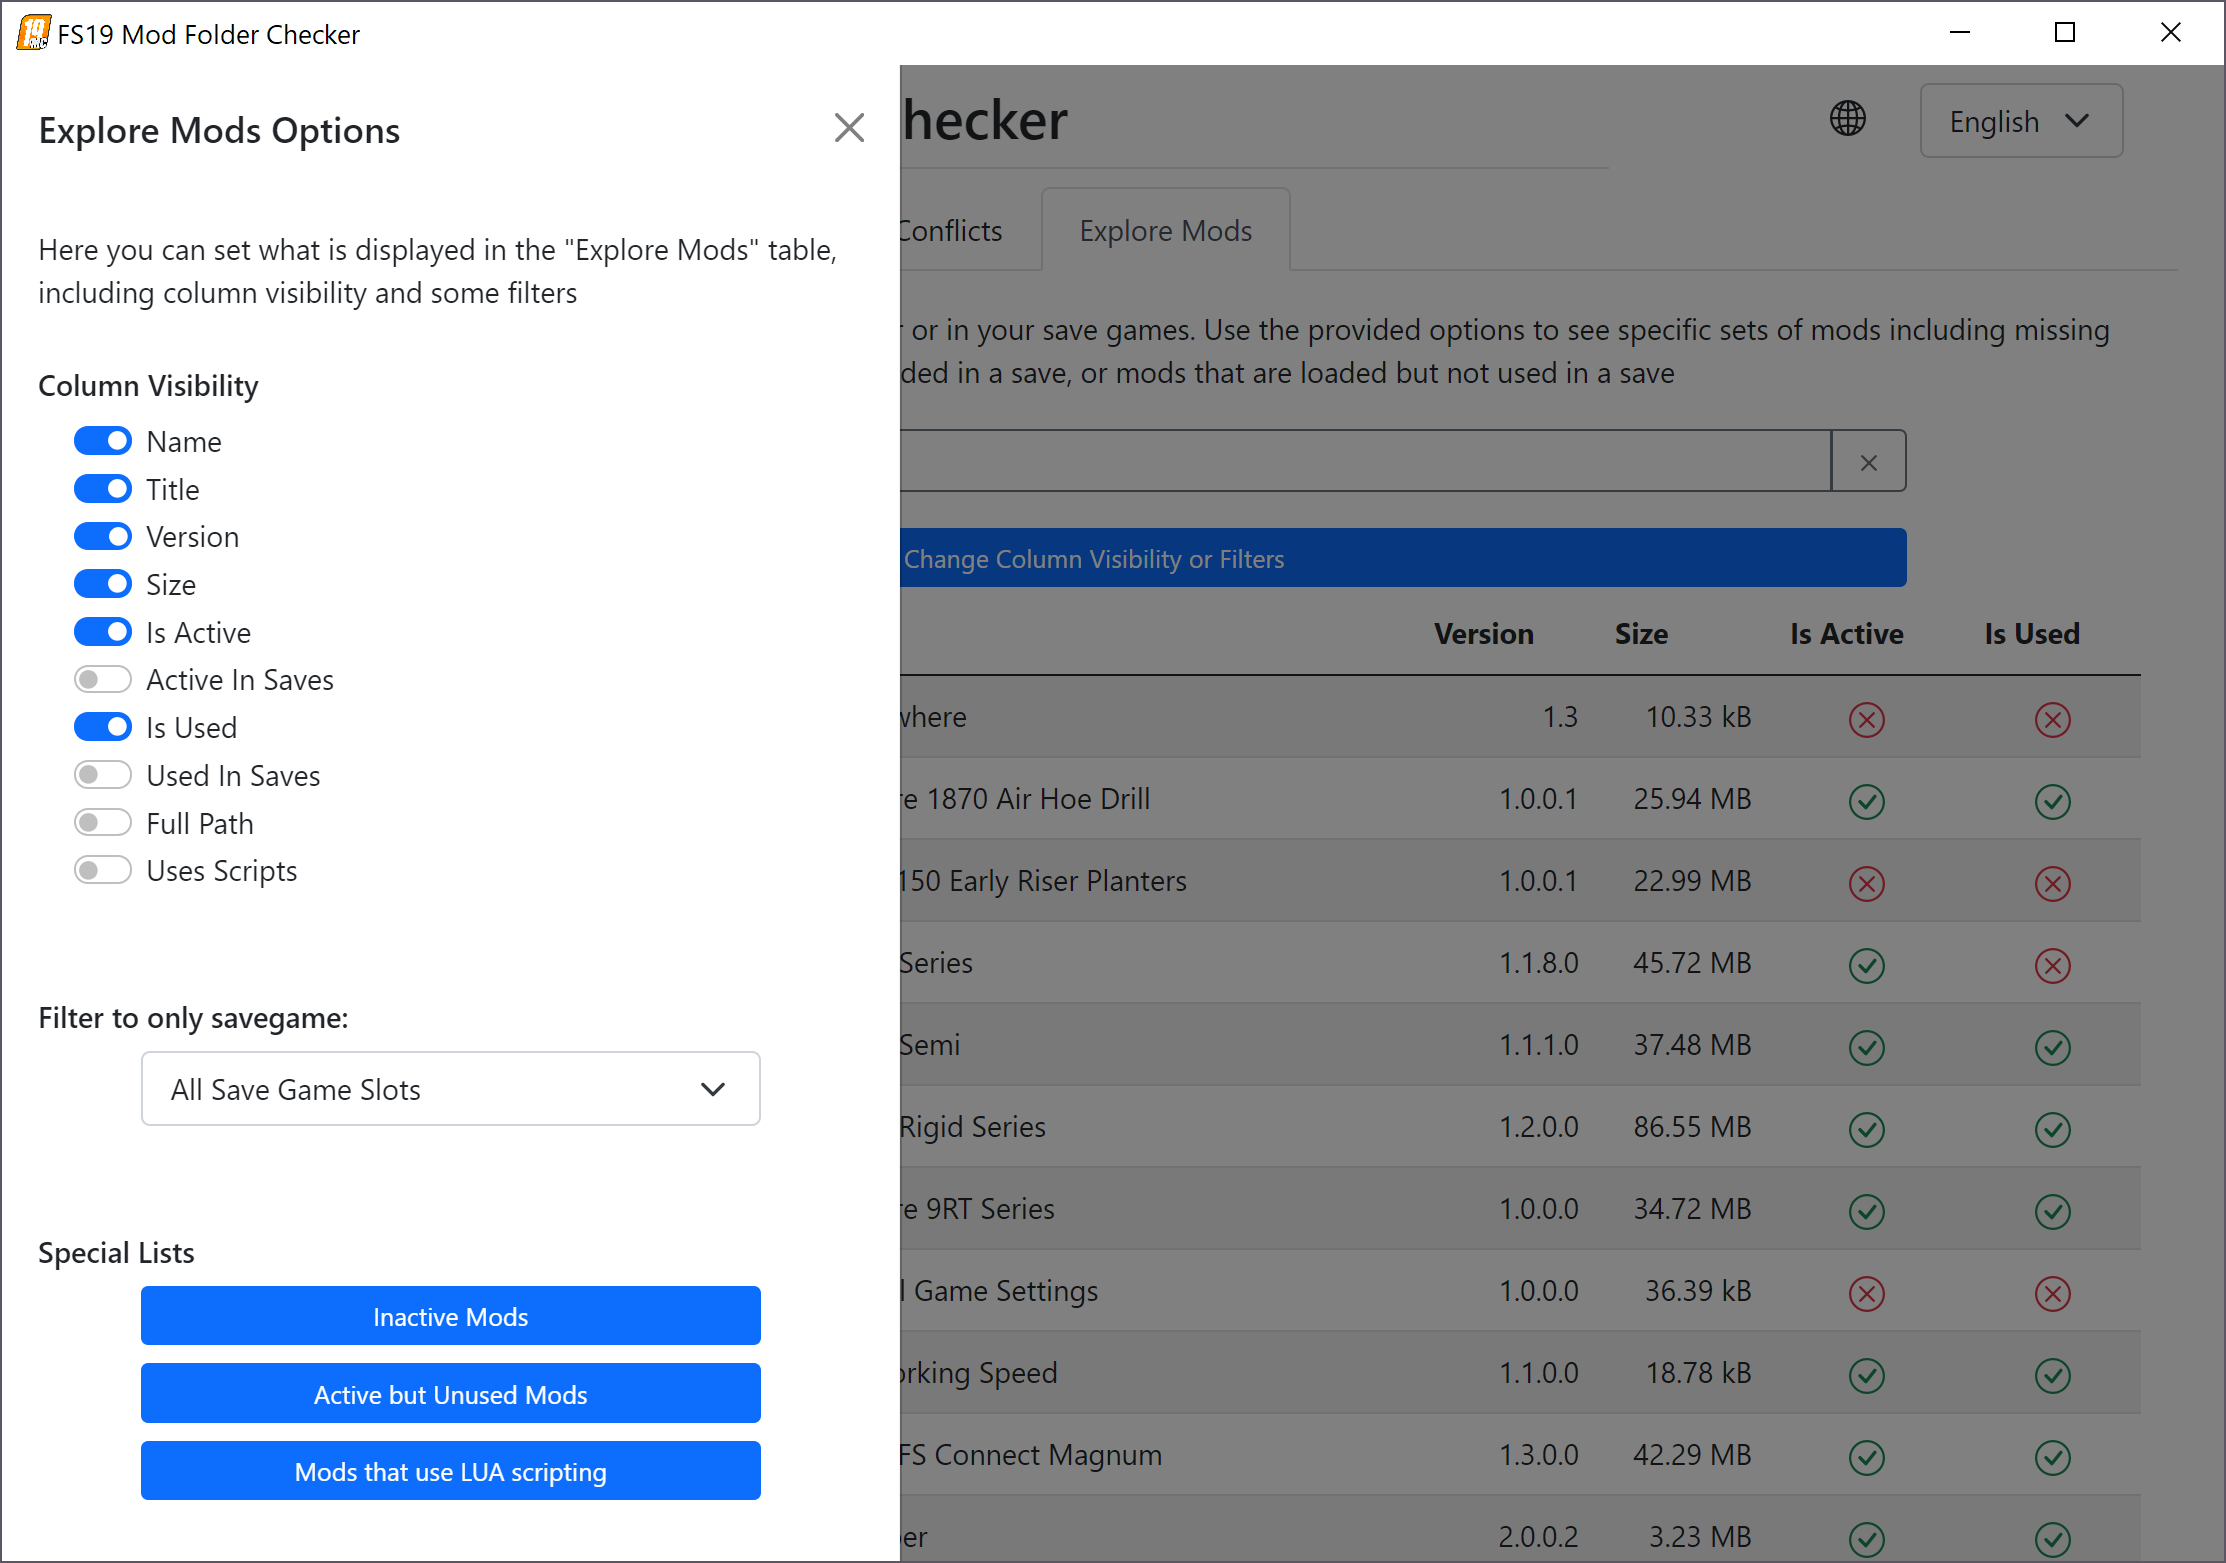 FS19 Mod Folder Checker
Explore Mods Options
Here you can set what is displayed in the "Explore Mods" table,
including column visibility and some filters
Column Visibility
Name
Title
Version
Size
Is Active
Active In Saves
Is Used
Used In Saves
Full Path
Uses Scripts
Filter to only savegame:
All Save Game Slots
Special Lists
Inactive Mods
Active but Unused Mods
Mods that use LUA scripting
hecker
English
Conflicts
Explore Mods
or in your save games. Use the provided options to see specific sets of mods including missing
ded in a save, or mods that are loaded but not used in a save
Change Column Visibility or Filters
Version Size Is Active Is Used
where 1.3 10.33 kB
re 1870 Air Hoe Drill 1.0.0.1 25.94 MB
150 Early Riser Planters 1.0.0.1 22.99 MB
Series 1.1.8.0 45.72 MB
Semi 1.1.1.0 37.48 MB
Rigid Series 1.2.0.0 86.55 MB
re 9RT Series 1.0.0.0 34.72 MB
l Game Settings 1.0.0.0 36.39 kB
orking Speed 1.1.0.0 18.78 kB
FS Connect Magnum 1.3.0.0 42.29 MB
er 2.0.0.2 3.23 MB